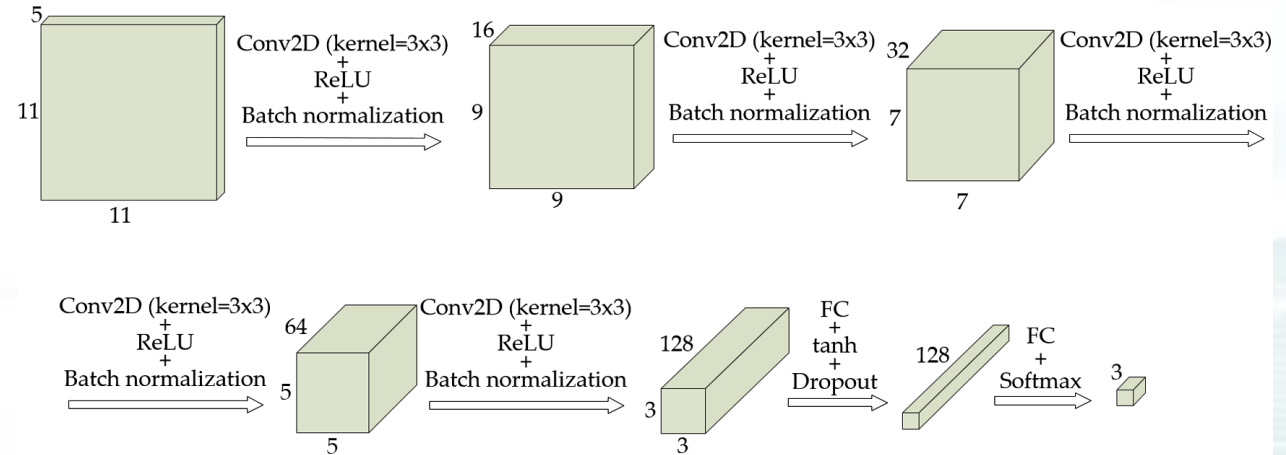 5
11
11
Conv2D (kernel=3x3)
+
ReLU
+
Batch normalization
16
9
9
Conv2D (kernel=3x3)
+
ReLU
+
Batch normalization
32
7
7
Conv2D (kernel=3x3)
+
ReLU
+
Batch normalization
Conv2D (kernel=3x3)
+
ReLU
+
Batch normalization
64
5
5
Conv2D (kernel=3x3)
+
ReLU
+
Batch normalization
128
3
3
FC
+
tanh
+
Dropout
128
FC
+
Softmax
3